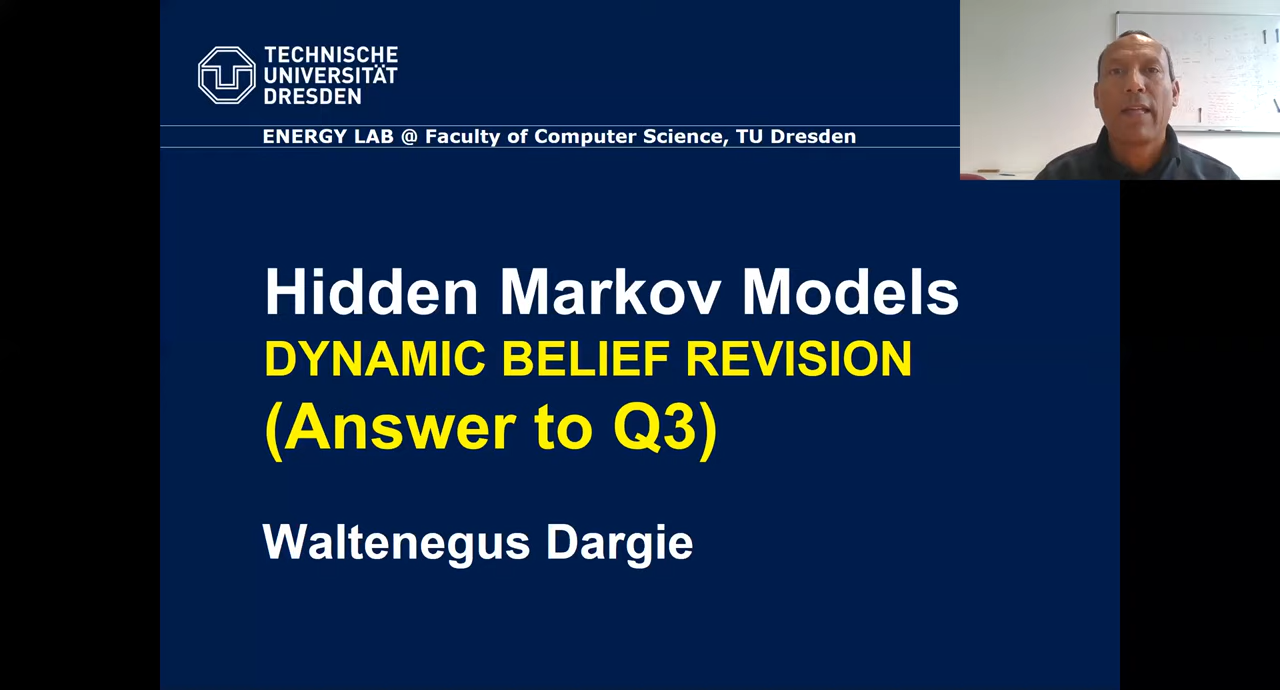 TECHNISCHE
UNIVERSITÄT
DRESDEN
ENERGY LAB @ Faculty of Computer Science, TU Dresden
Hidden Markov Models
DYNAMIC BELIEF REVISION
(Answer to Q3)
Waltenegus Dargie